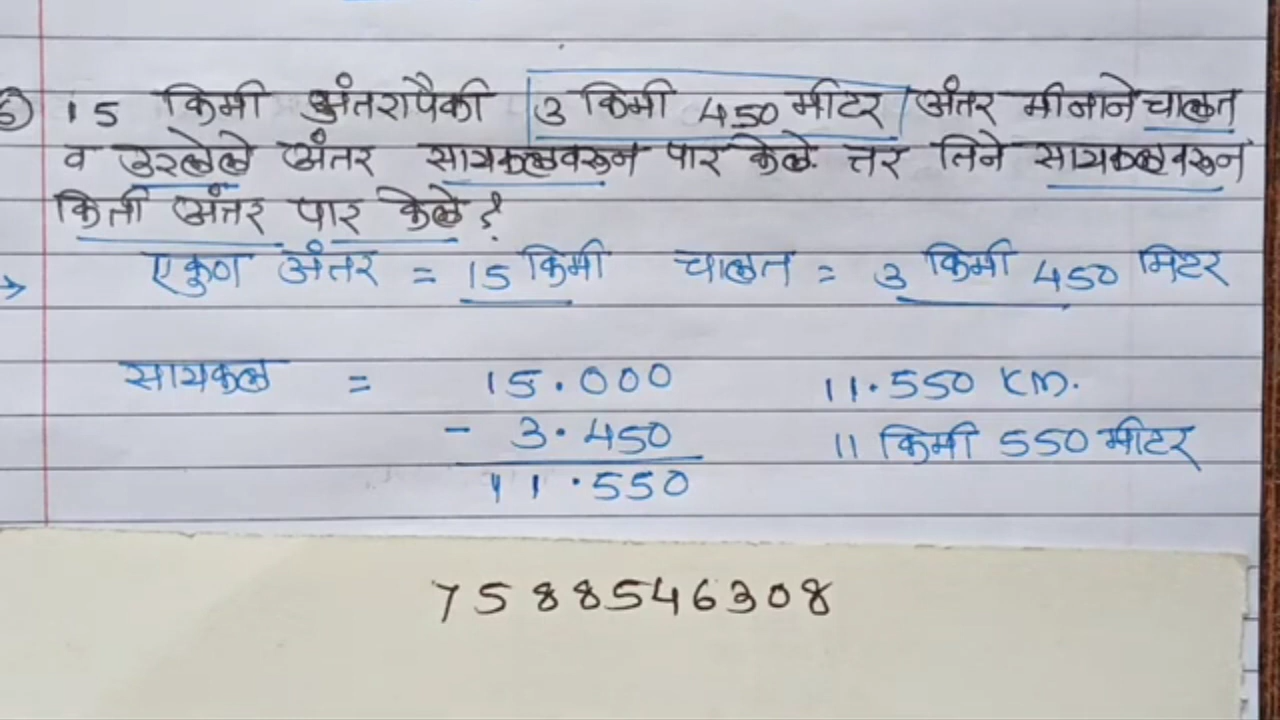 6) 15 किमी अंतरापैकी 3 किमी 450 मीटर अंतर मीनाने चालत
व उरलेले अंतर सायकलवरून पार केले तर तिने सायकलवरून
किती अंतर पार केले?
→ एकुण अंतर = 15 किमी चालत = 3 किमी 450 मिटर
सायकल = 15.000 11.550 Km.
- 3.450 11 किमी 550 मीटर
11.550
7588546308